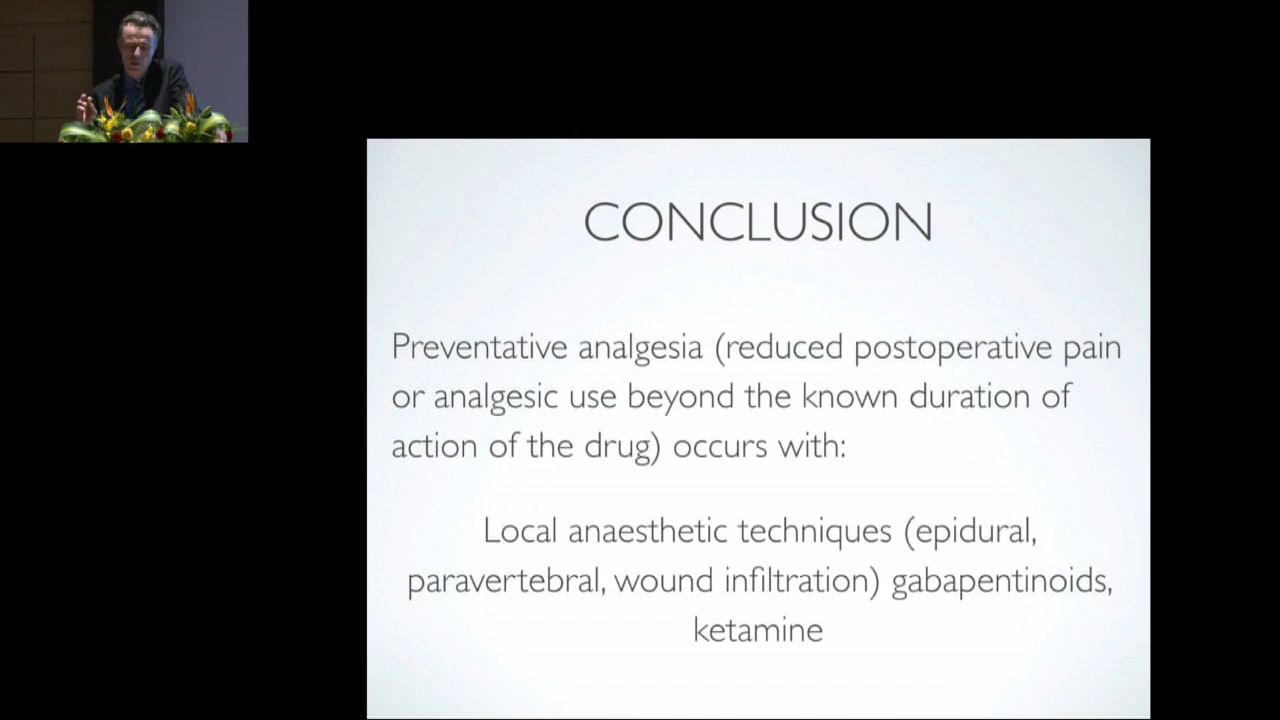 CONCLUSION
Preventative analgesia (reduced postoperative pain
or analgesic use beyond the known duration of
action of the drug) occurs with:
Local anaesthetic techniques (epidural,
paravertebral, wound infiltration) gabapentinoids,
ketamine